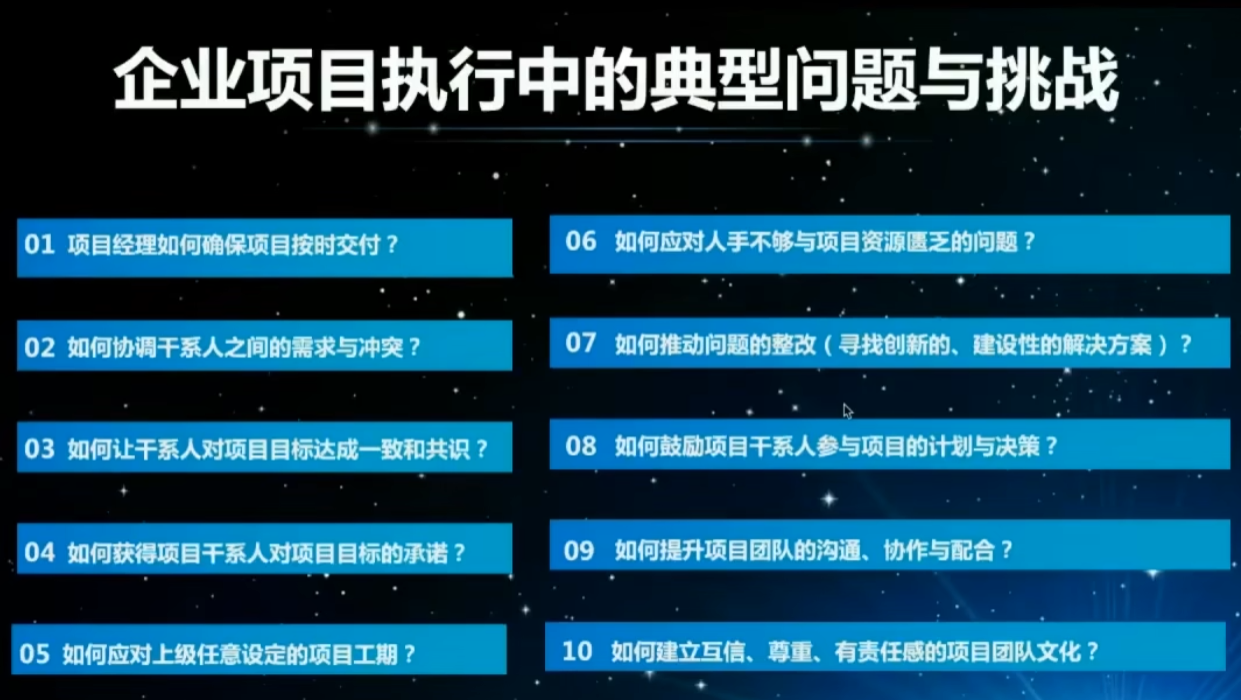 企业项目执行中的典型问题与挑战
01 项目经理如何确保项目按时交付？
02 如何协调干系人之间的需求与冲突？
03 如何让干系人对项目目标达成一致和共识？
04 如何获得项目干系人对项目目标的承诺？
05 如何应对上级任意设定的项目工期？
06 如何应对人手不够与项目资源匮乏的问题？
07 如何推动问题的整改（寻找创新的、建设性的解决方案）？
08 如何鼓励项目干系人参与项目的计划与决策？
09 如何提升项目团队的沟通、协作与配合？
10 如何建立互信、尊重、有责任感的项目团队文化？